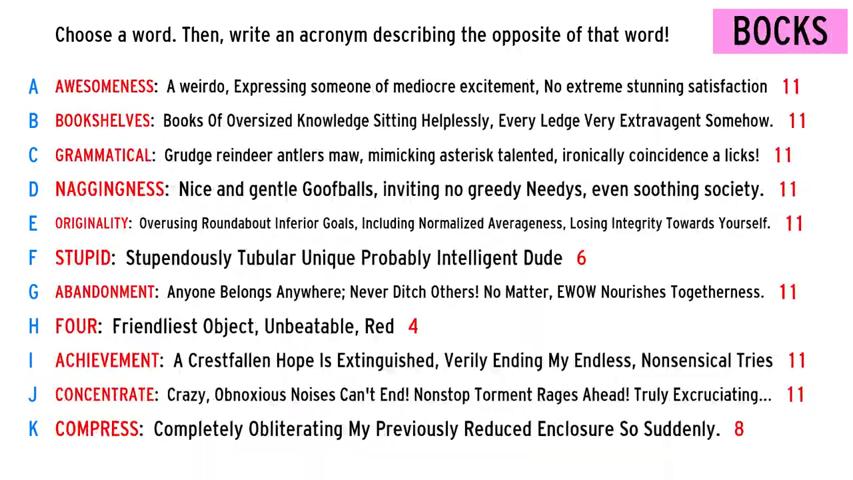 Choose a word. Then, write an acronym describing the opposite of that word!
BOCKS
A AWESOMENESS: A weirdo, Expressing someone of mediocre excitement, No extreme stunning satisfaction 11
B BOOKSHELVES: Books Of Oversized Knowledge Sitting Helplessly, Every Ledge Very Extravagent Somehow. 11
C GRAMMATICAL: Grudge reindeer antlers maw, mimicking asterisk talented, ironically coincidence a licks! 11
D NAGGINGNESS: Nice and gentle Goofballs, inviting no greedy Needys, even soothing society. 11
E ORIGINALITY: Overusing Roundabout Inferior Goals, Including Normalized Averageness, Losing Integrity Towards Yourself. 11
F STUPID: Stupendously Tubular Unique Probably Intelligent Dude 6
G ABANDONMENT: Anyone Belongs Anywhere; Never Ditch Others! No Matter, EWOW Nourishes Togetherness. 11
H FOUR: Friendliest Object, Unbeatable, Red 4
I ACHIEVEMENT: A Crestfallen Hope Is Extinguished, Verily Ending My Endless, Nonsensical Tries 11
J CONCENTRATE: Crazy, Obnoxious Noises Can't End! Nonstop Torment Rages Ahead! Truly Excruciating... 11
K COMPRESS: Completely Obliterating My Previously Reduced Enclosure So Suddenly. 8